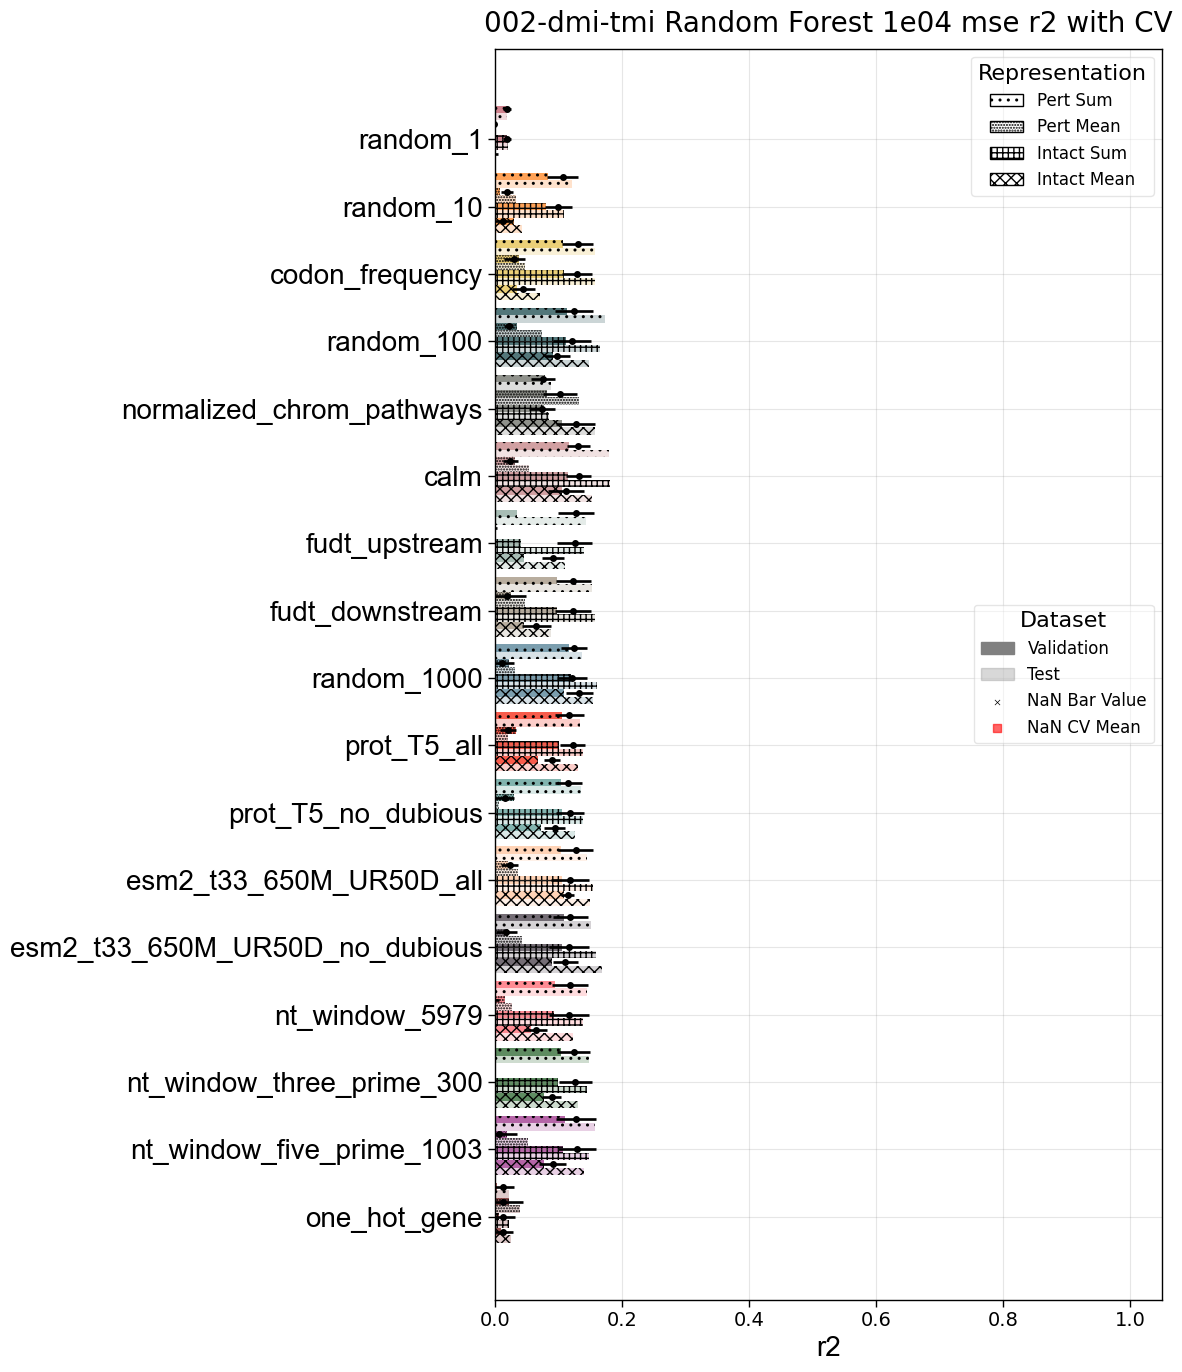 002-dmi-tmi Random Forest 1e04 mse r2 with CV
Representation
Pert Sum
Pert Mean
Intact Sum
Intact Mean
random_1
random_10
codon_frequency
random_100
normalized_chrom_pathways
calm
fudt_upstream
fudt_downstream
random_1000
prot_T5_all
prot_T5_no_dubious
esm2_t33_650M_UR50D_all
esm2_t33_650M_UR50D_no_dubious
nt_window_5979
nt_window_three_prime_300
nt_window_five_prime_1003
one_hot_gene
Dataset
Validation
Test
NaN Bar Value
NaN CV Mean
0.0 0.2 0.4 0.6 0.8 1.0
r2